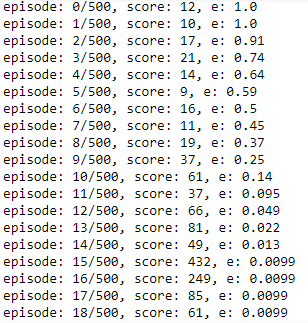 episode: 0/500, score: 12, e: 1.0
episode: 1/500, score: 10, e: 1.0
episode: 2/500, score: 17, e: 0.91
episode: 3/500, score: 21, e: 0.74
episode: 4/500, score: 14, e: 0.64
episode: 5/500, score: 9, e: 0.59
episode: 6/500, score: 16, e: 0.5
episode: 7/500, score: 11, e: 0.45
episode: 8/500, score: 19, e: 0.37
episode: 9/500, score: 37, e: 0.25
episode: 10/500, score: 61, e: 0.14
episode: 11/500, score: 37, e: 0.095
episode: 12/500, score: 66, e: 0.049
episode: 13/500, score: 81, e: 0.022
episode: 14/500, score: 49, e: 0.013
episode: 15/500, score: 432, e: 0.0099
episode: 16/500, score: 249, e: 0.0099
episode: 17/500, score: 85, e: 0.0099
episode: 18/500, score: 61, e: 0.0099